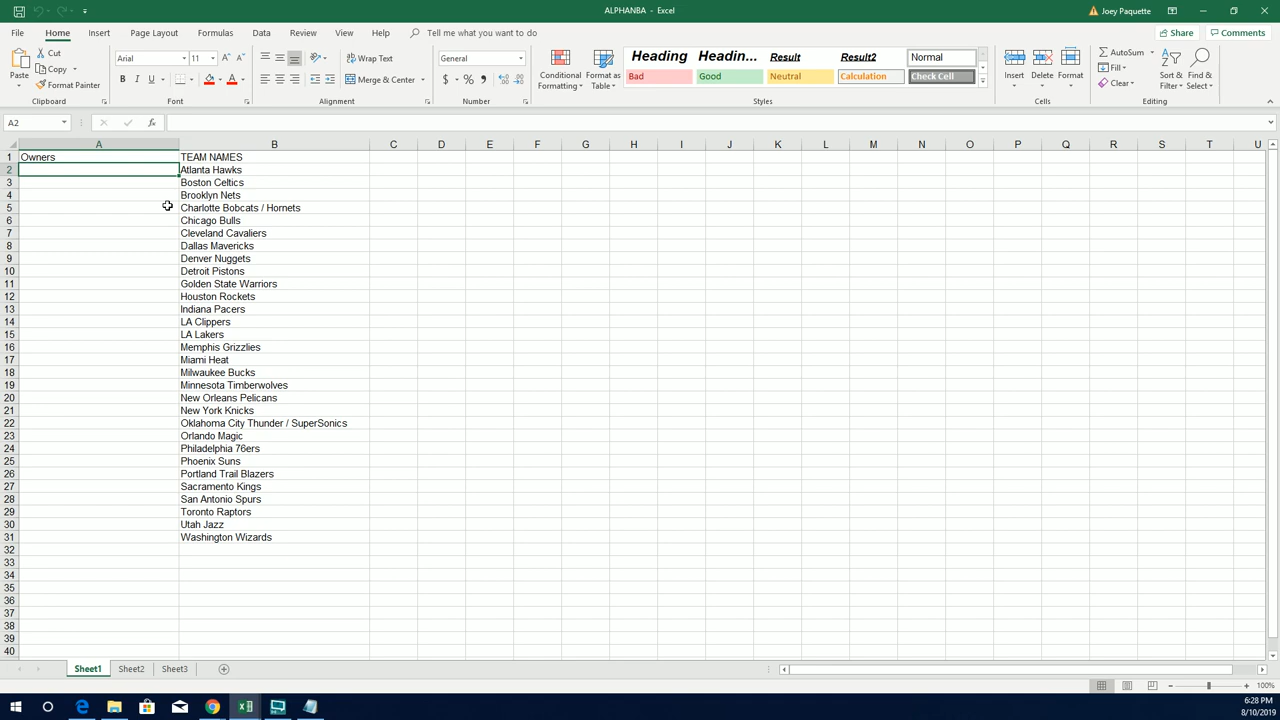 ALPHANBA - Excel
Joey Paquette
File Home Insert Page Layout Formulas Data Review View Help Tell me what you want to do Share Comments
Paste
Cut
Copy
Format Painter
Clipboard
Arial 11
B I U
Font
Wrap Text
Merge & Center
Alignment
General
$ % ,
Number
Conditional Formatting
Format as Table
Heading Headin... Result Result2 Normal
Bad Good Neutral Calculation Check Cell
Styles
Insert Delete Format
Cells
AutoSum
Fill
Clear
Sort & Filter
Find & Select
Editing
A2 fx
A B C D E F G H I J K L M N O P Q R S T U
1 Owners TEAM NAMES
2 Atlanta Hawks
3 Boston Celtics
4 Brooklyn Nets
5 Charlotte Bobcats / Hornets
6 Chicago Bulls
7 Cleveland Cavaliers
8 Dallas Mavericks
9 Denver Nuggets
10 Detroit Pistons
11 Golden State Warriors
12 Houston Rockets
13 Indiana Pacers
14 LA Clippers
15 LA Lakers
16 Memphis Grizzlies
17 Miami Heat
18 Milwaukee Bucks
19 Minnesota Timberwolves
20 New Orleans Pelicans
21 New York Knicks
22 Oklahoma City Thunder / SuperSonics
23 Orlando Magic
24 Philadelphia 76ers
25 Phoenix Suns
26 Portland Trail Blazers
27 Sacramento Kings
28 San Antonio Spurs
29 Toronto Raptors
30 Utah Jazz
31 Washington Wizards
32
33
34
35
36
37
38
39
40
Sheet1 Sheet2 Sheet3
100%
6:28 PM
8/10/2019